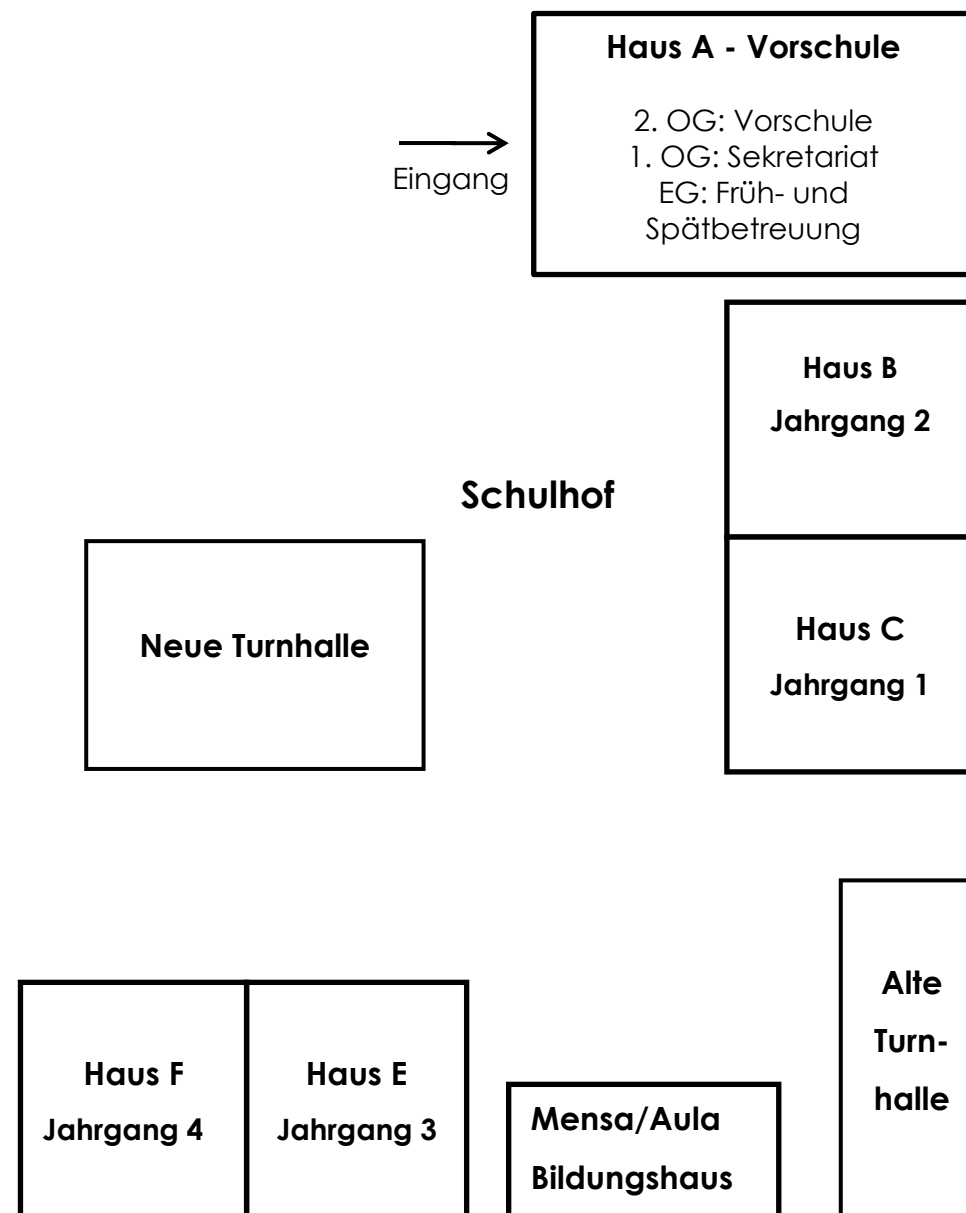 Haus A - Vorschule
2. OG: Vorschule
1. OG: Sekretariat
EG: Früh- und
Spätbetreuung
Eingang
Haus B
Jahrgang 2
Schulhof
Neue Turnhalle
Haus C
Jahrgang 1
Alte
Turn-
halle
Haus F
Jahrgang 4
Haus E
Jahrgang 3
Mensa/Aula
Bildungshaus